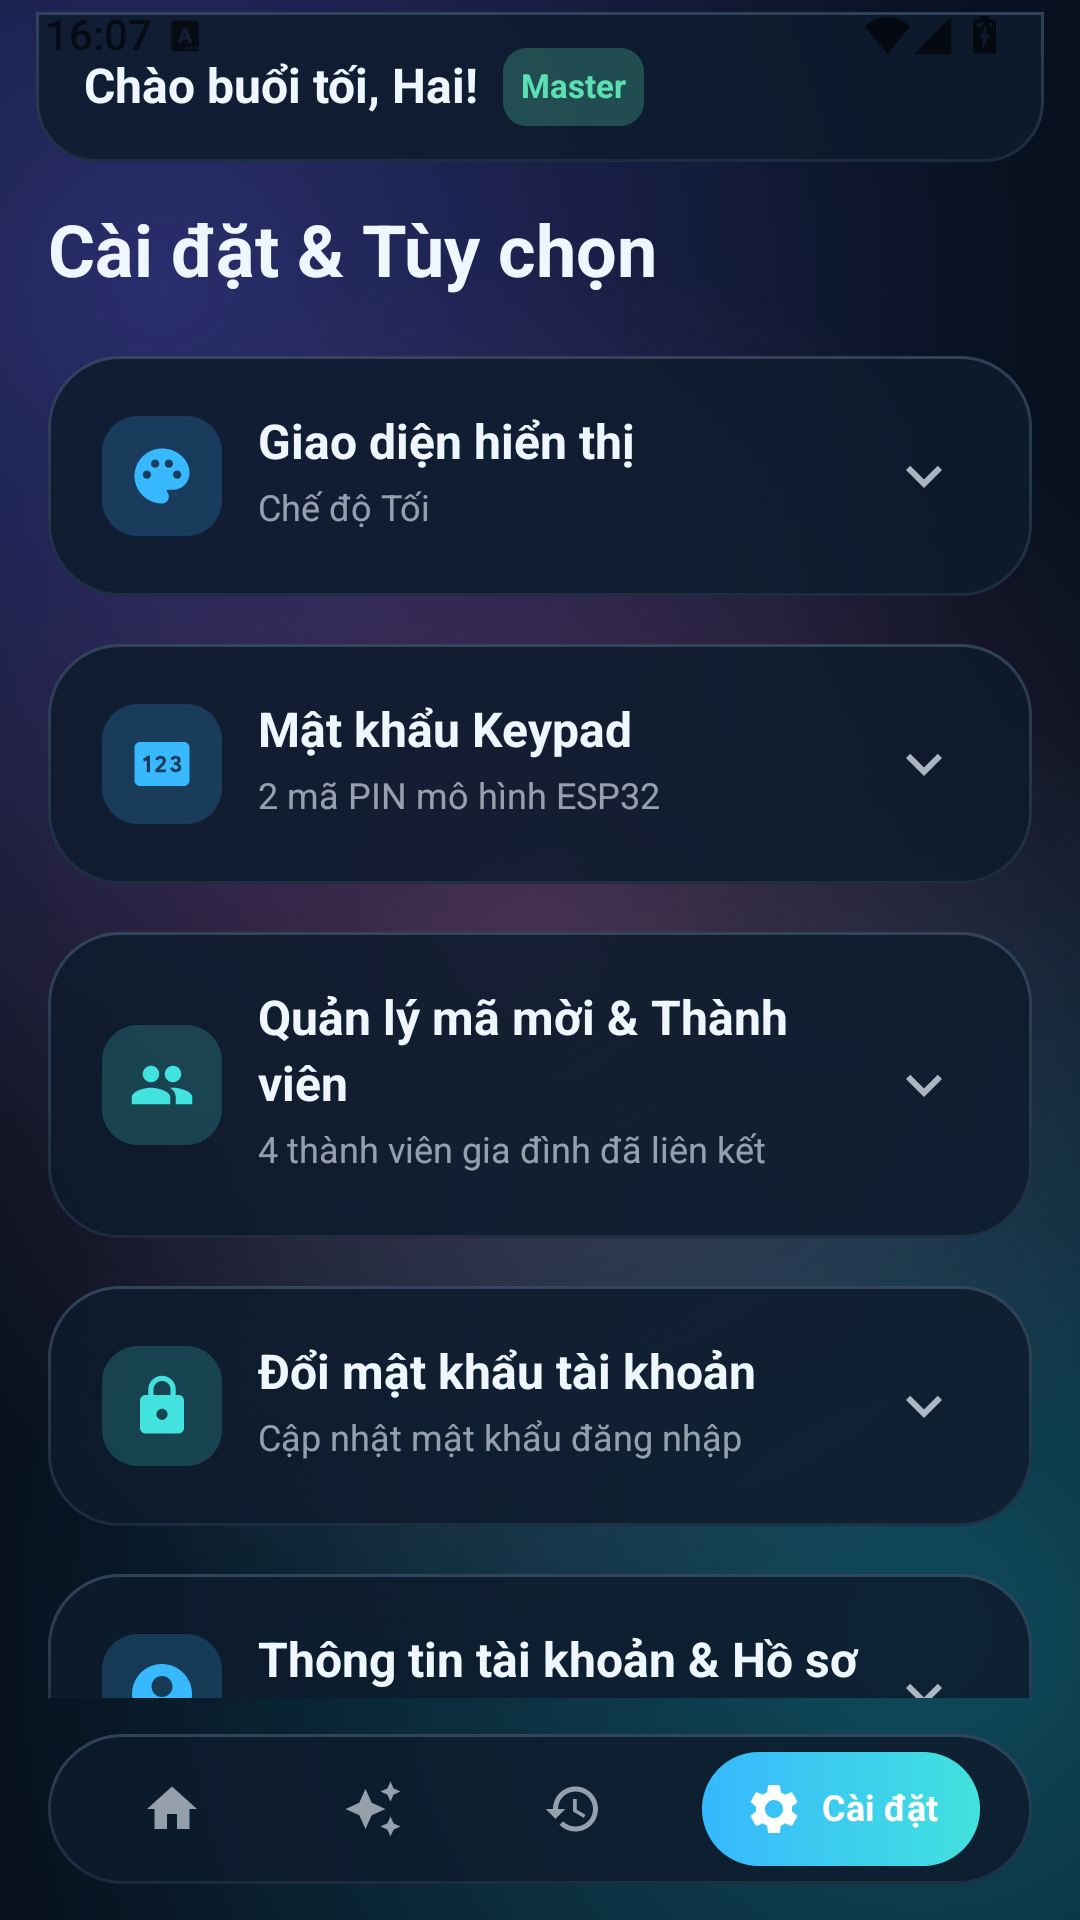 16:07
Chào buổi tối, Hai!
Master
Cài đặt & Tùy chọn
Giao diện hiển thị
Chế độ Tối
123
Mật khẩu Keypad
2 mã PIN mô hình ESP32
Quản lý mã mời & Thành
viên
4 thành viên gia đình đã liên kết
Đổi mật khẩu tài khoản
Cập nhật mật khẩu đăng nhập
Thông tin tài khoản & Hồ sơ
Cài đặt